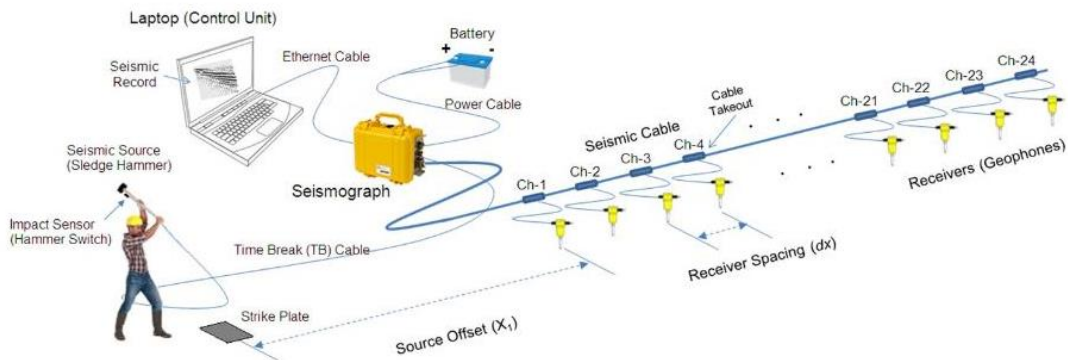 Laptop (Control Unit)
Seismic
Record
Ethernet Cable
Battery
+ -
Power Cable
Seismic Source
(Sledge Hammer)
Impact Sensor
(Hammer Switch)
Seismograph
Time Break (TB) Cable
Strike Plate
Source Offset (X₁)
Seismic Cable
Cable
Takeout
Ch-1
Ch-2
Ch-3
Ch-4
. . .
. . .
Ch-21
Ch-22
Ch-23
Ch-24
Receivers (Geophones)
Receiver Spacing (dx)